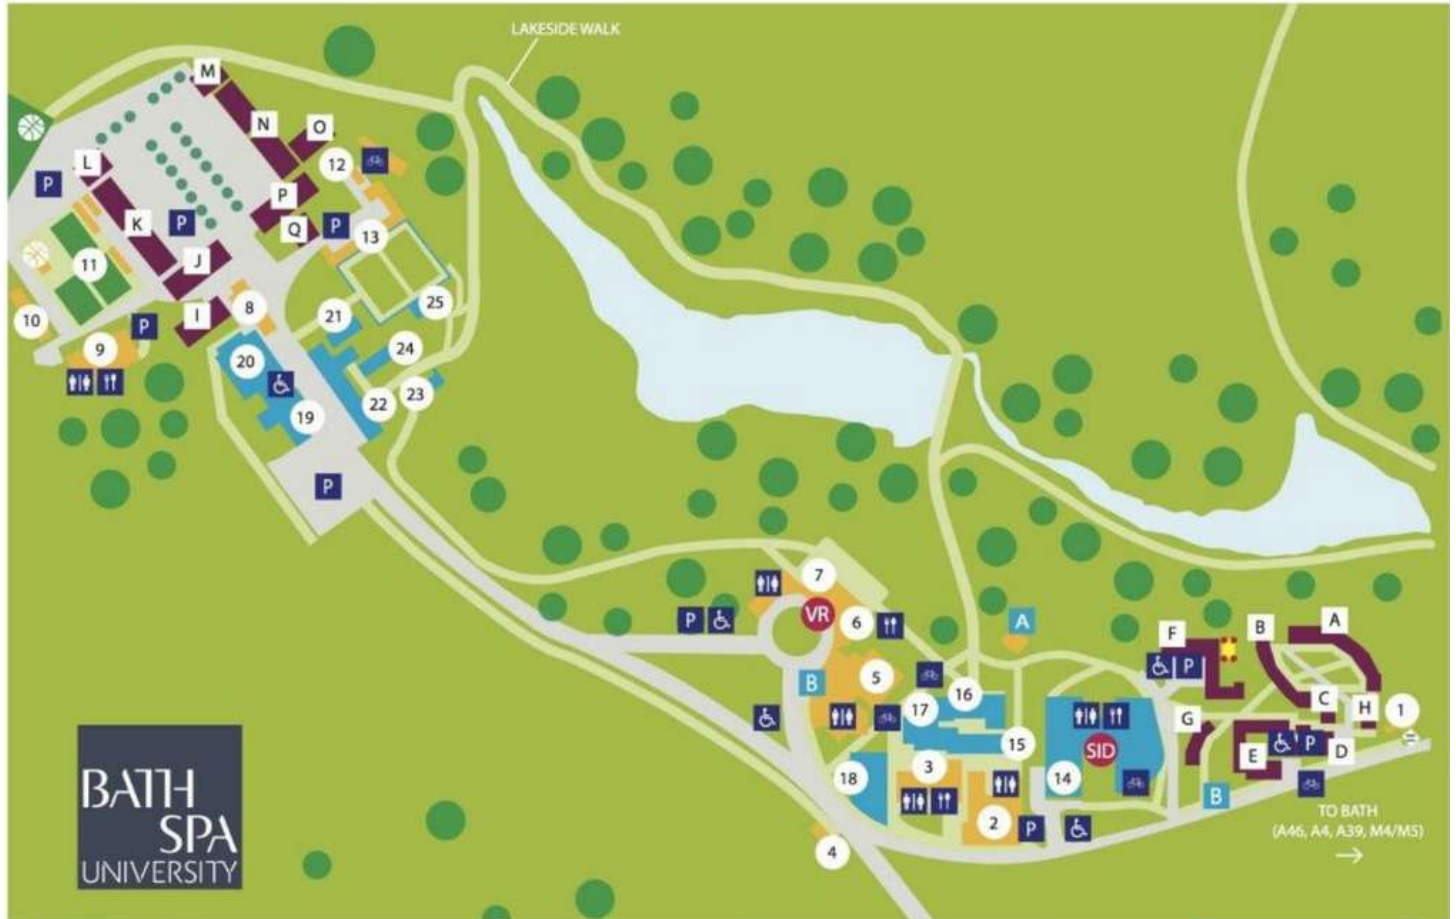 LAKESIDE WALK
M
N
O
L
12
P
P
K
P
Q
P
13
J
11
I
8
25
10
P
21
9
20
24
23
22
19
P
7
VR
P
6
A
F
B
A
5
P
B
16
17
C
H
1
G
15
SID
P
D
E
3
18
14
B
2
P
4
TO BATH
(A46, A4, A39, M4/M5)
BATH
SPA
UNIVERSITY